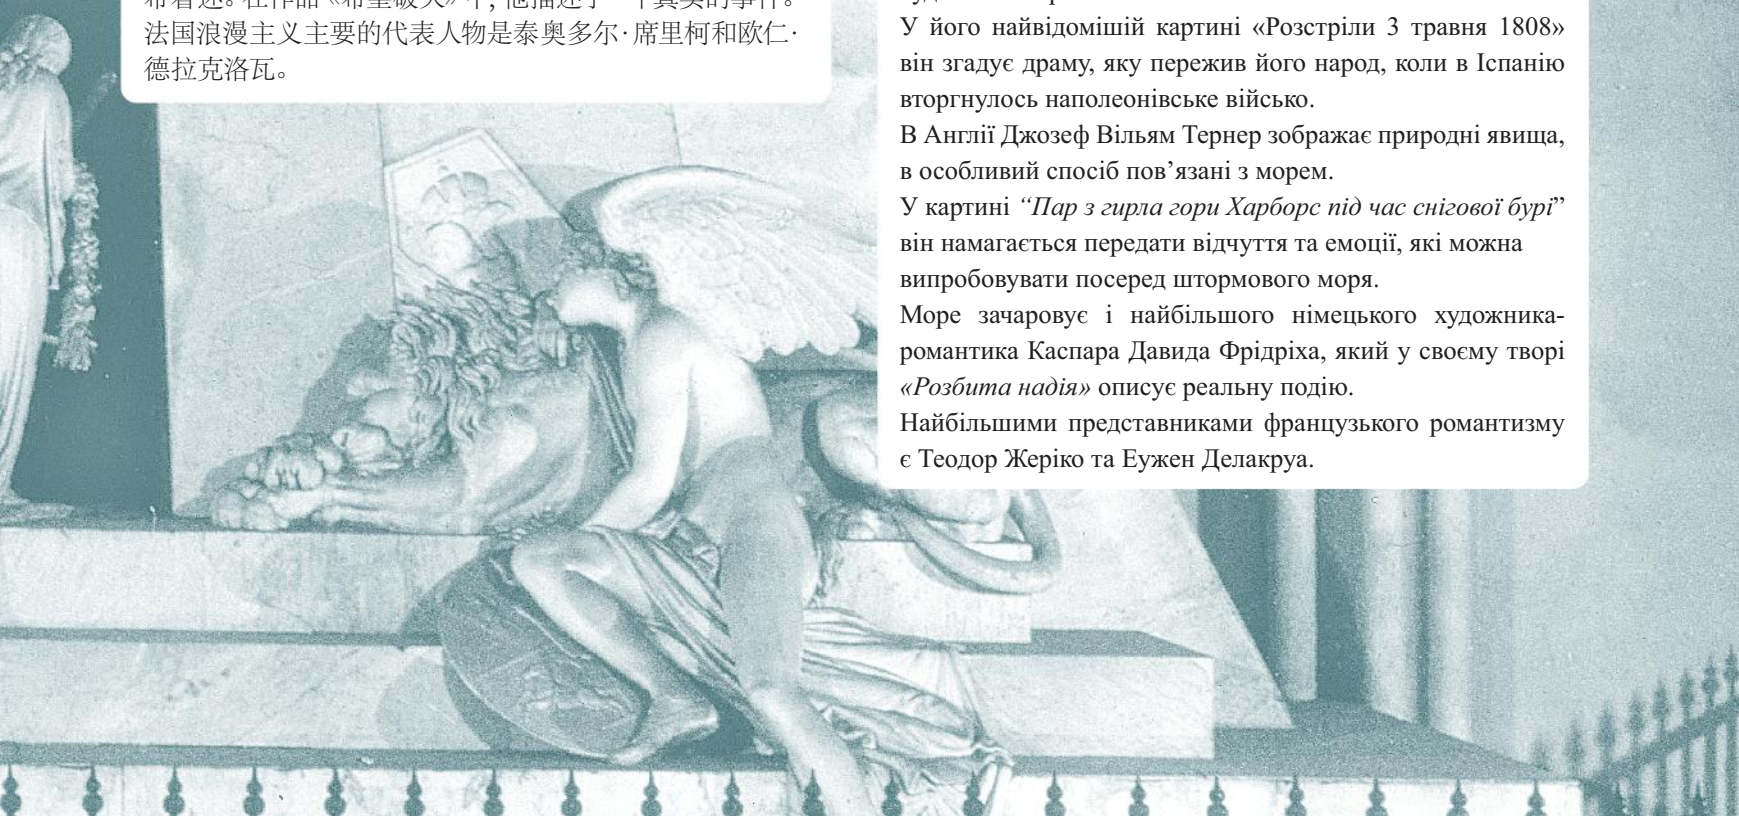 法国浪漫主义主要的代表人物是泰奥多尔·席里柯和欧仁·
德拉克洛瓦。
У його найвідомішій картині «Розстріли 3 травня 1808»
він згадує драму, яку пережив його народ, коли в Іспанію
вторгнулось наполеонівське військо.
В Англії Джозеф Вільям Тернер зображає природні явища,
в особливий спосіб пов’язані з морем.
У картині “Пар з гирла гори Харборс під час снігової бурі”
він намагається передати відчуття та емоції, які можна
випробовувати посеред штормового моря.
Море зачаровує і найбільшого німецького художника-
романтика Каспара Давида Фрідріха, який у своєму творі
«Розбита надія» описує реальну подію.
Найбільшими представниками французького романтизму
є Теодор Жеріко та Еужен Делакруа.